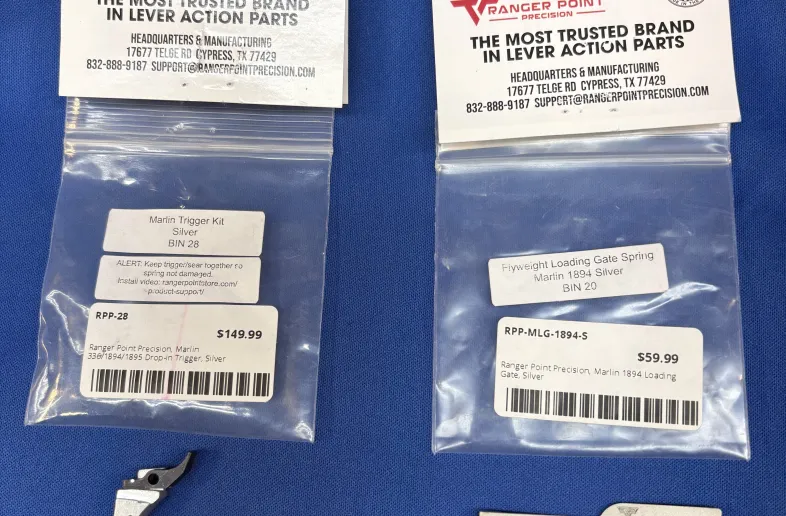 THE MOST TRUSTED BRAND
IN LEVER ACTION PARTS
HEADQUARTERS & MANUFACTURING
17677 TELGE RD CYPRESS, TX 77429
832-888-9187 SUPPORT@RANGERPOINTPRECISION.COM
Marlin Trigger Kit
Silver
BIN 28
ALERT: Keep trigger/sear together so
spring not damaged.
Install video: rangerpointstore.com/
product-support/
RPP-28
$149.99
Ranger Point Precision, Marlin
336/1894/1895 Drop-in Trigger, Silver
RANGER POINT
PRECISION
THE MOST TRUSTED BRAND
IN LEVER ACTION PARTS
HEADQUARTERS & MANUFACTURING
17677 TELGE RD CYPRESS, TX 77429
832-888-9187 SUPPORT@RANGERPOINTPRECISION.COM
Flyweight Loading Gate Spring
Marlin 1894 Silver
BIN 20
RPP-MLG-1894-S
$59.99
Ranger Point Precision, Marlin 1894 Loading
Gate, Silver